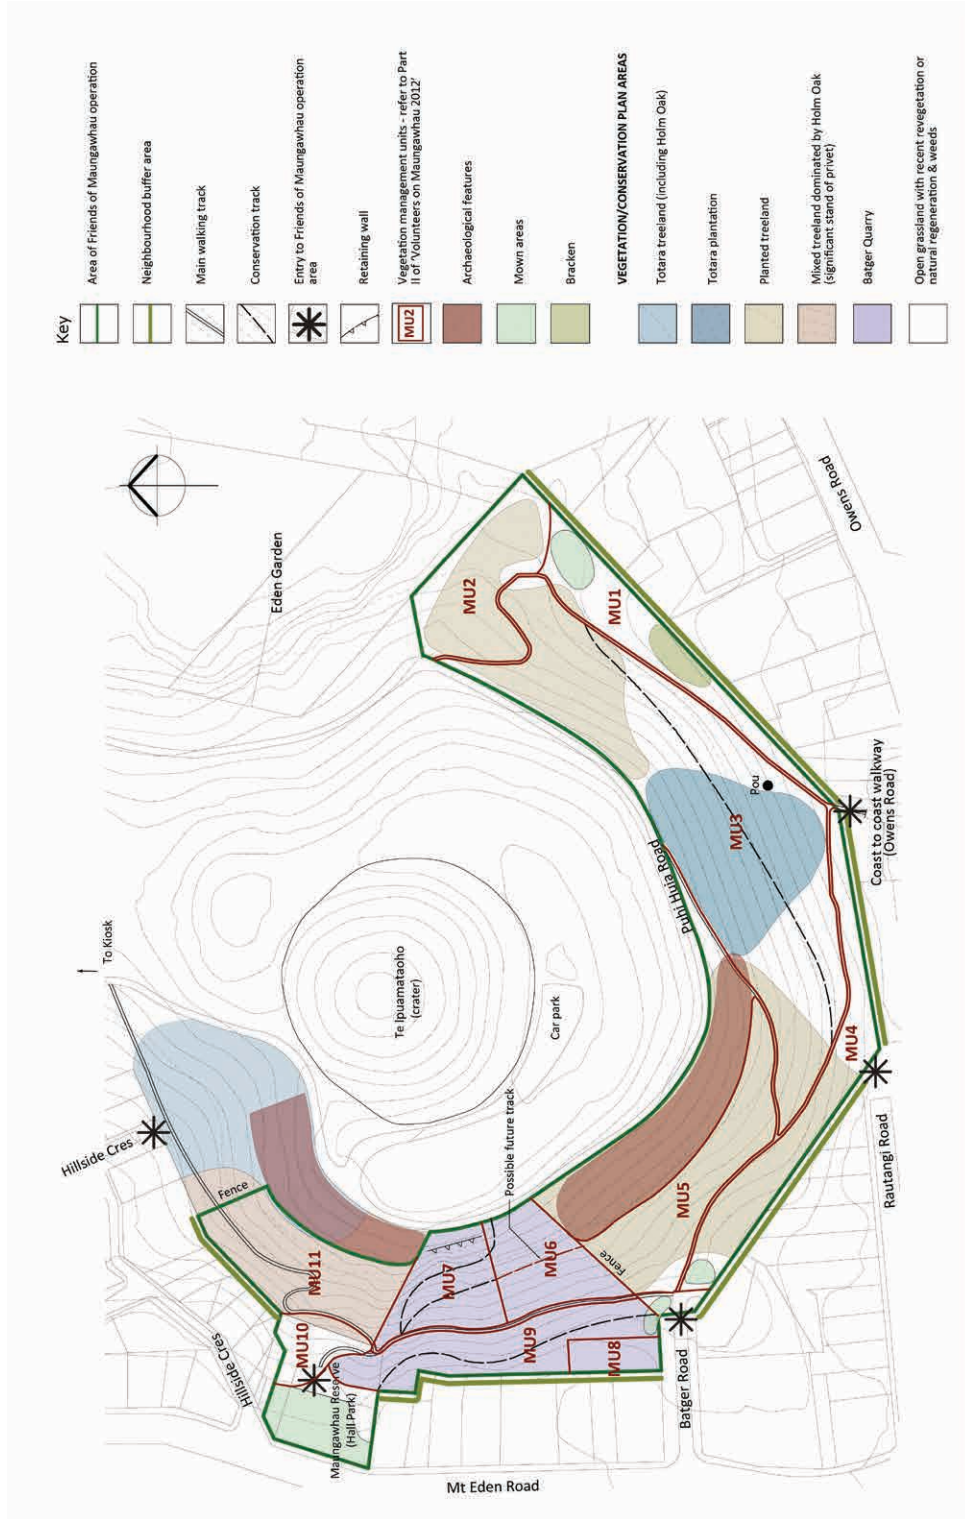 Key
Area of Friends of Maungawhau operation
Neighbourhood buffer area
Main walking track
Conservation track
Entry to Friends of Maungawhau operation
area
Retaining wall
MU2
Vegetation management units - refer to Part
II of 'Volunteers on Maungawhau 2012'
Archaeological features
Mown areas
Bracken
VEGETATION/CONSERVATION PLAN AREAS
Totara treeland (including Holm Oak)
Totara plantation
Planted treeland
Mixed treeland dominated by Holm Oak
(significant stand of privet)
Batger Quarry
Open grassland with recent revegetation or
natural regeneration & weeds
To Kiosk
Hillside Cres
Fence
Hillside Cres
MU11
MU10
Maungawhau Reserve
(Hall Park)
Mt Eden Road
Eden Garden
Te Ipuamataoho
(crater)
Car park
Possible future track
MU7
MU6
MU9
MU8
Fence
Batger Road
MU5
Rautangi Road
MU4
Puhi Huia Road
MU3
Pou
Coast to coast walkway
(Owens Road)
MU2
MU1
Owens Road